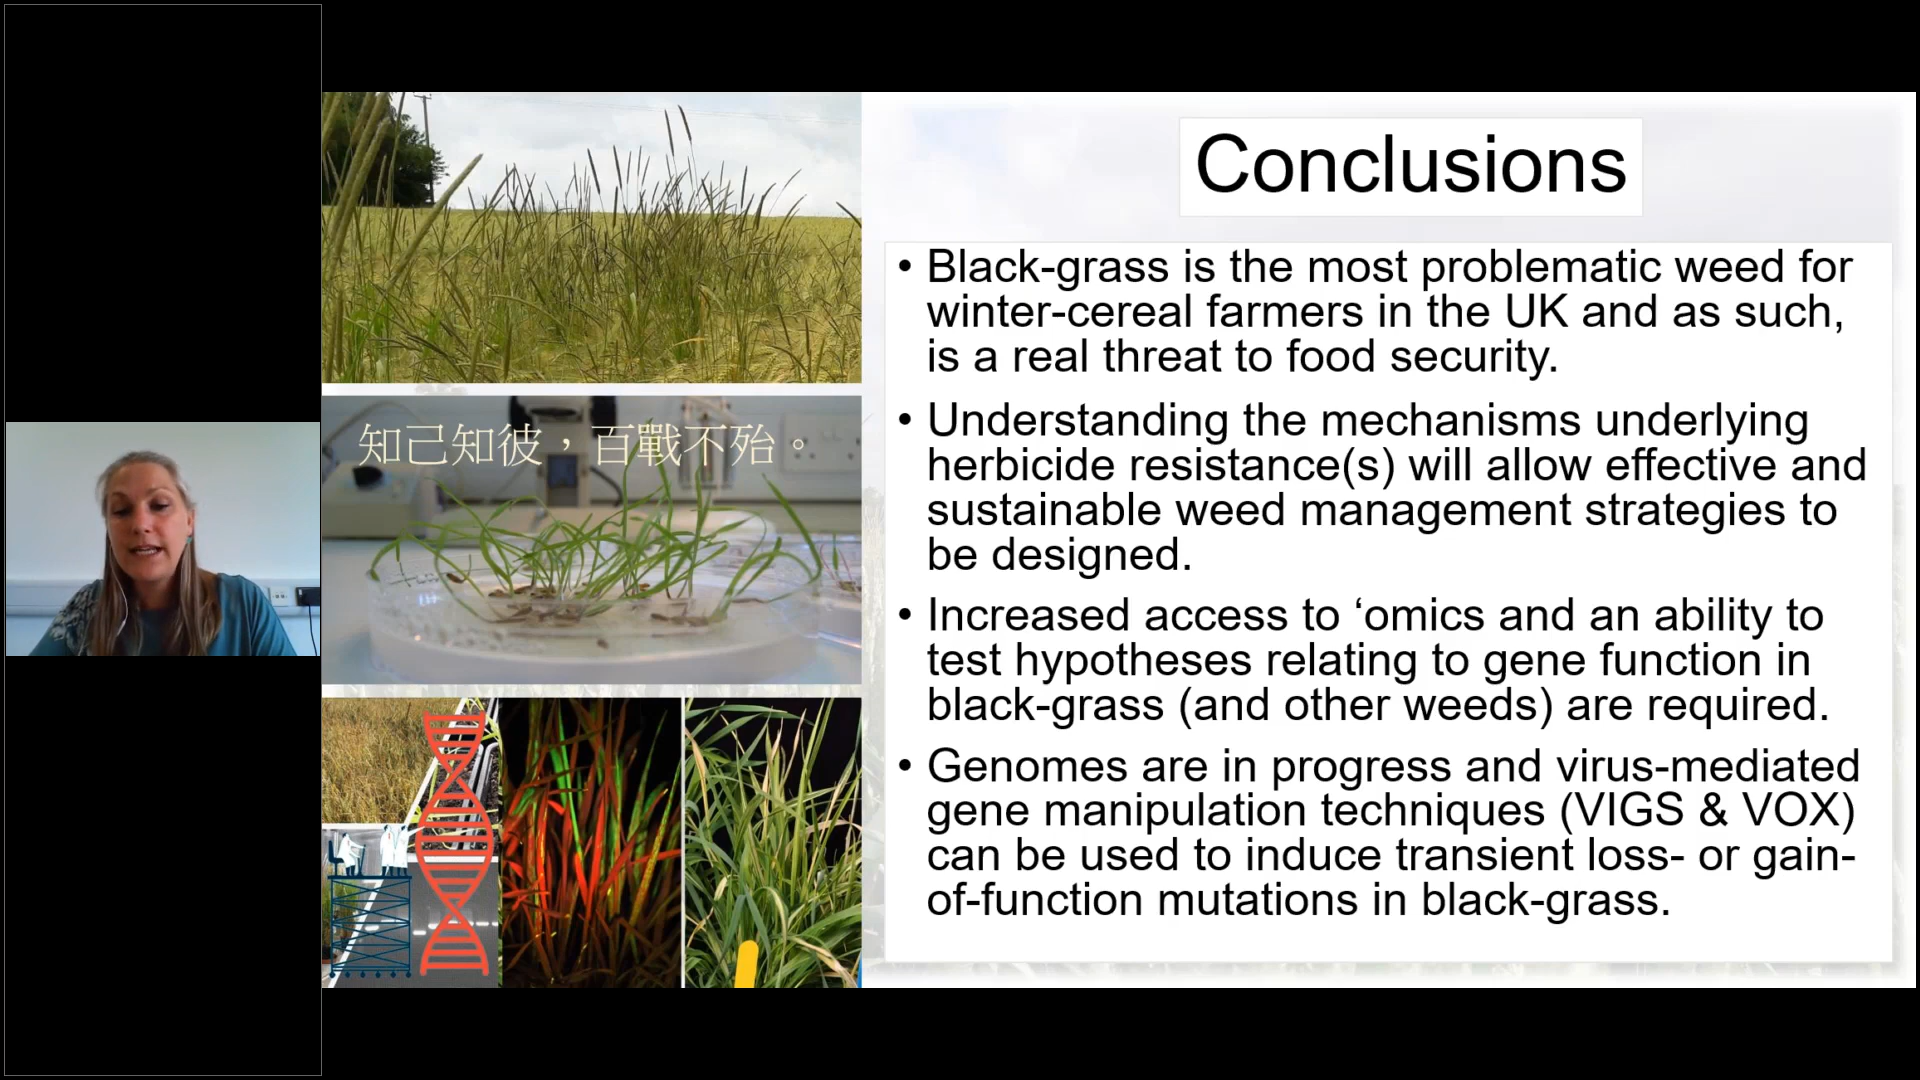 Conclusions
知己知彼，百戰不殆。
• Black-grass is the most problematic weed for
winter-cereal farmers in the UK and as such,
is a real threat to food security.
• Understanding the mechanisms underlying
herbicide resistance(s) will allow effective and
sustainable weed management strategies to
be designed.
• Increased access to ‘omics and an ability to
test hypotheses relating to gene function in
black-grass (and other weeds) are required.
• Genomes are in progress and virus-mediated
gene manipulation techniques (VIGS & VOX)
can be used to induce transient loss- or gain-
of-function mutations in black-grass.